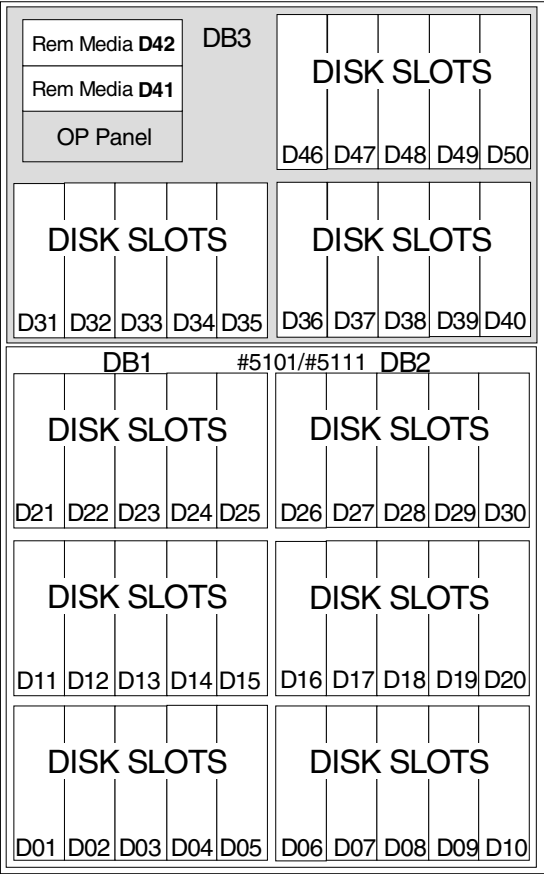 Rem Media D42
DB3
Rem Media D41
OP Panel
DISK SLOTS
D46 D47 D48 D49 D50
DISK SLOTS
D31 D32 D33 D34 D35
DISK SLOTS
D36 D37 D38 D39 D40
DB1 #5101/#5111 DB2
DISK SLOTS
D21 D22 D23 D24 D25
DISK SLOTS
D26 D27 D28 D29 D30
DISK SLOTS
D11 D12 D13 D14 D15
DISK SLOTS
D16 D17 D18 D19 D20
DISK SLOTS
D01 D02 D03 D04 D05
DISK SLOTS
D06 D07 D08 D09 D10